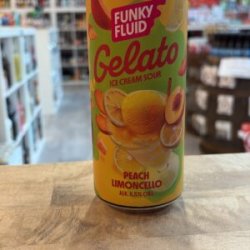 FUNKY
FLUID
Gelato
ICE CREAM SOUR
PEACH
LIMONCELLO